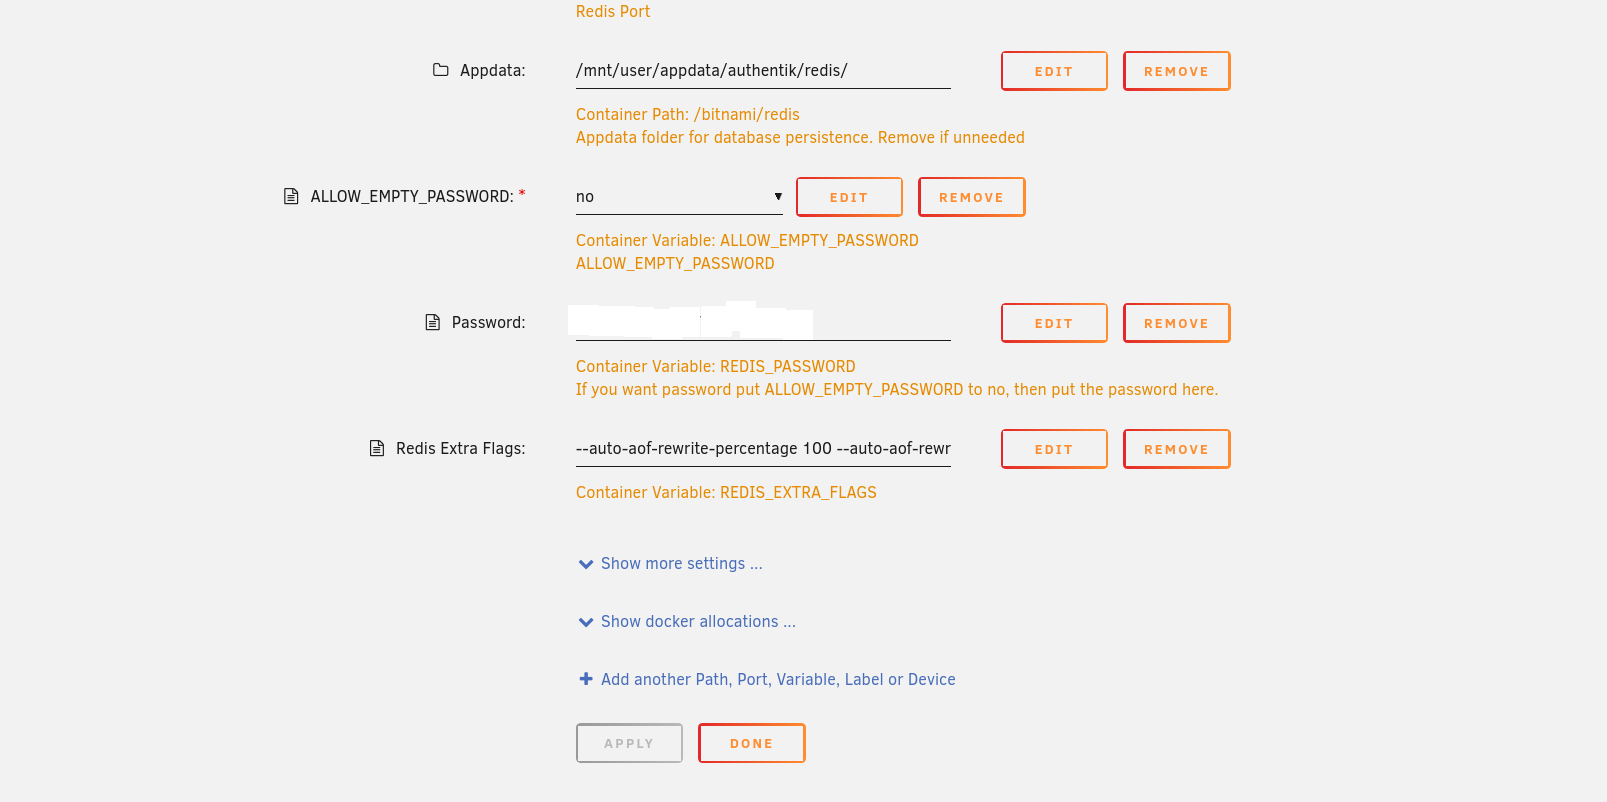 Redis Port
Appdata:
/mnt/user/appdata/authentik/redis/
EDIT
REMOVE
Container Path: /bitnami/redis
Appdata folder for database persistence. Remove if unneeded
ALLOW_EMPTY_PASSWORD: *
no
EDIT
REMOVE
Container Variable: ALLOW_EMPTY_PASSWORD
ALLOW_EMPTY_PASSWORD
Password:
EDIT
REMOVE
Container Variable: REDIS_PASSWORD
If you want password put ALLOW_EMPTY_PASSWORD to no, then put the password here.
Redis Extra Flags:
--auto-aof-rewrite-percentage 100 --auto-aof-rewr
EDIT
REMOVE
Container Variable: REDIS_EXTRA_FLAGS
Show more settings ...
Show docker allocations ...
Add another Path, Port, Variable, Label or Device
APPLY
DONE